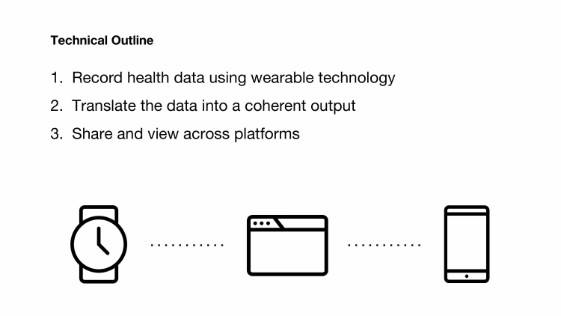 Technical Outline
1. Record health data using wearable technology
2. Translate the data into a coherent output
3. Share and view across platforms